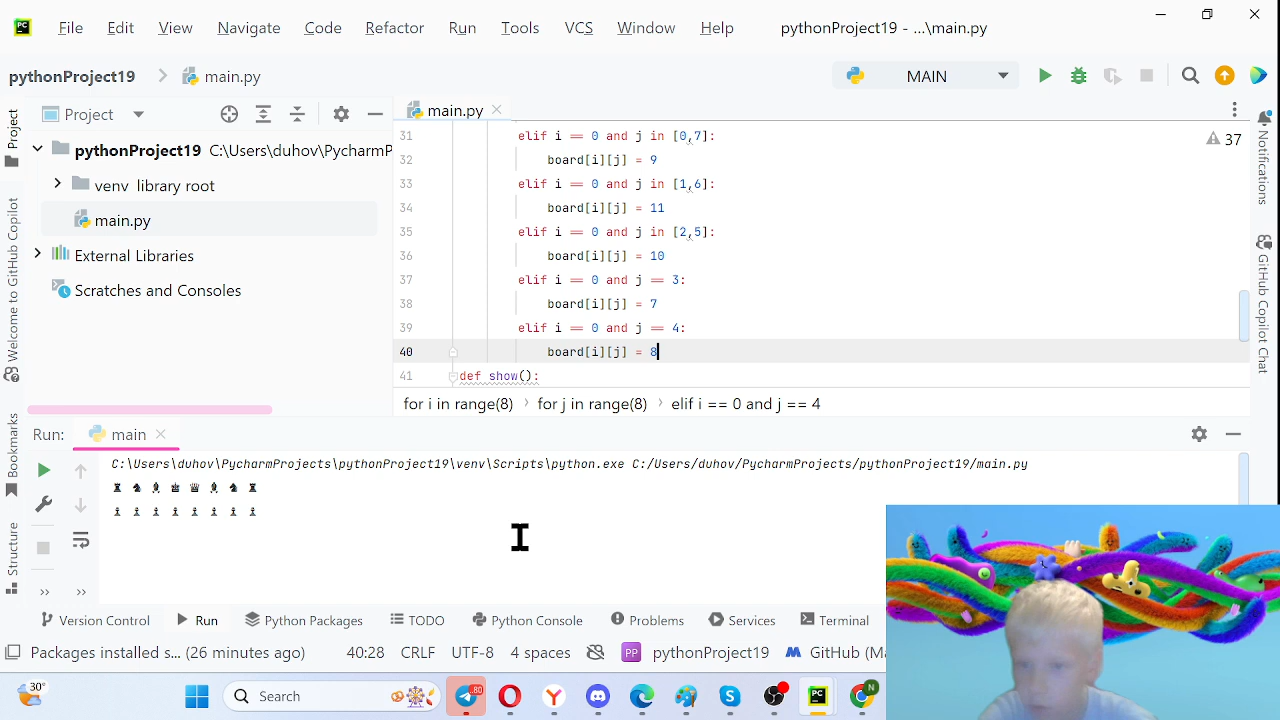 PC File Edit View Navigate Code Refactor Run Tools VCS Window Help pythonProject19 - ...\main.py
pythonProject19 main.py MAIN
Project main.py
Project
pythonProject19 C:\Users\duhov\PycharmP
venv library root
main.py
External Libraries
Scratches and Consoles
Welcome to GitHub Copilot
Bookmarks
Structure
31 elif i == 0 and j in [0,7]:
32 board[i][j] = 9
33 elif i == 0 and j in [1,6]:
34 board[i][j] = 11
35 elif i == 0 and j in [2,5]:
36 board[i][j] = 10
37 elif i == 0 and j == 3:
38 board[i][j] = 7
39 elif i == 0 and j == 4:
40 board[i][j] = 8
41 def show():
37
Notifications
GitHub Copilot Chat
for i in range(8) › for j in range(8) › elif i == 0 and j == 4
Run: main
C:\Users\duhov\PycharmProjects\pythonProject19\venv\Scripts\python.exe C:/Users/duhov/PycharmProjects/pythonProject19/main.py
♜ ♞ ♝ ♚ ♛ ♝ ♞ ♜
♟ ♟ ♟ ♟ ♟ ♟ ♟ ♟
Version Control Run Python Packages TODO Python Console Problems Services Terminal
Packages installed s... (26 minutes ago) 40:28 CRLF UTF-8 4 spaces PP pythonProject19 GitHub (Ma
30° Search 80 PC N